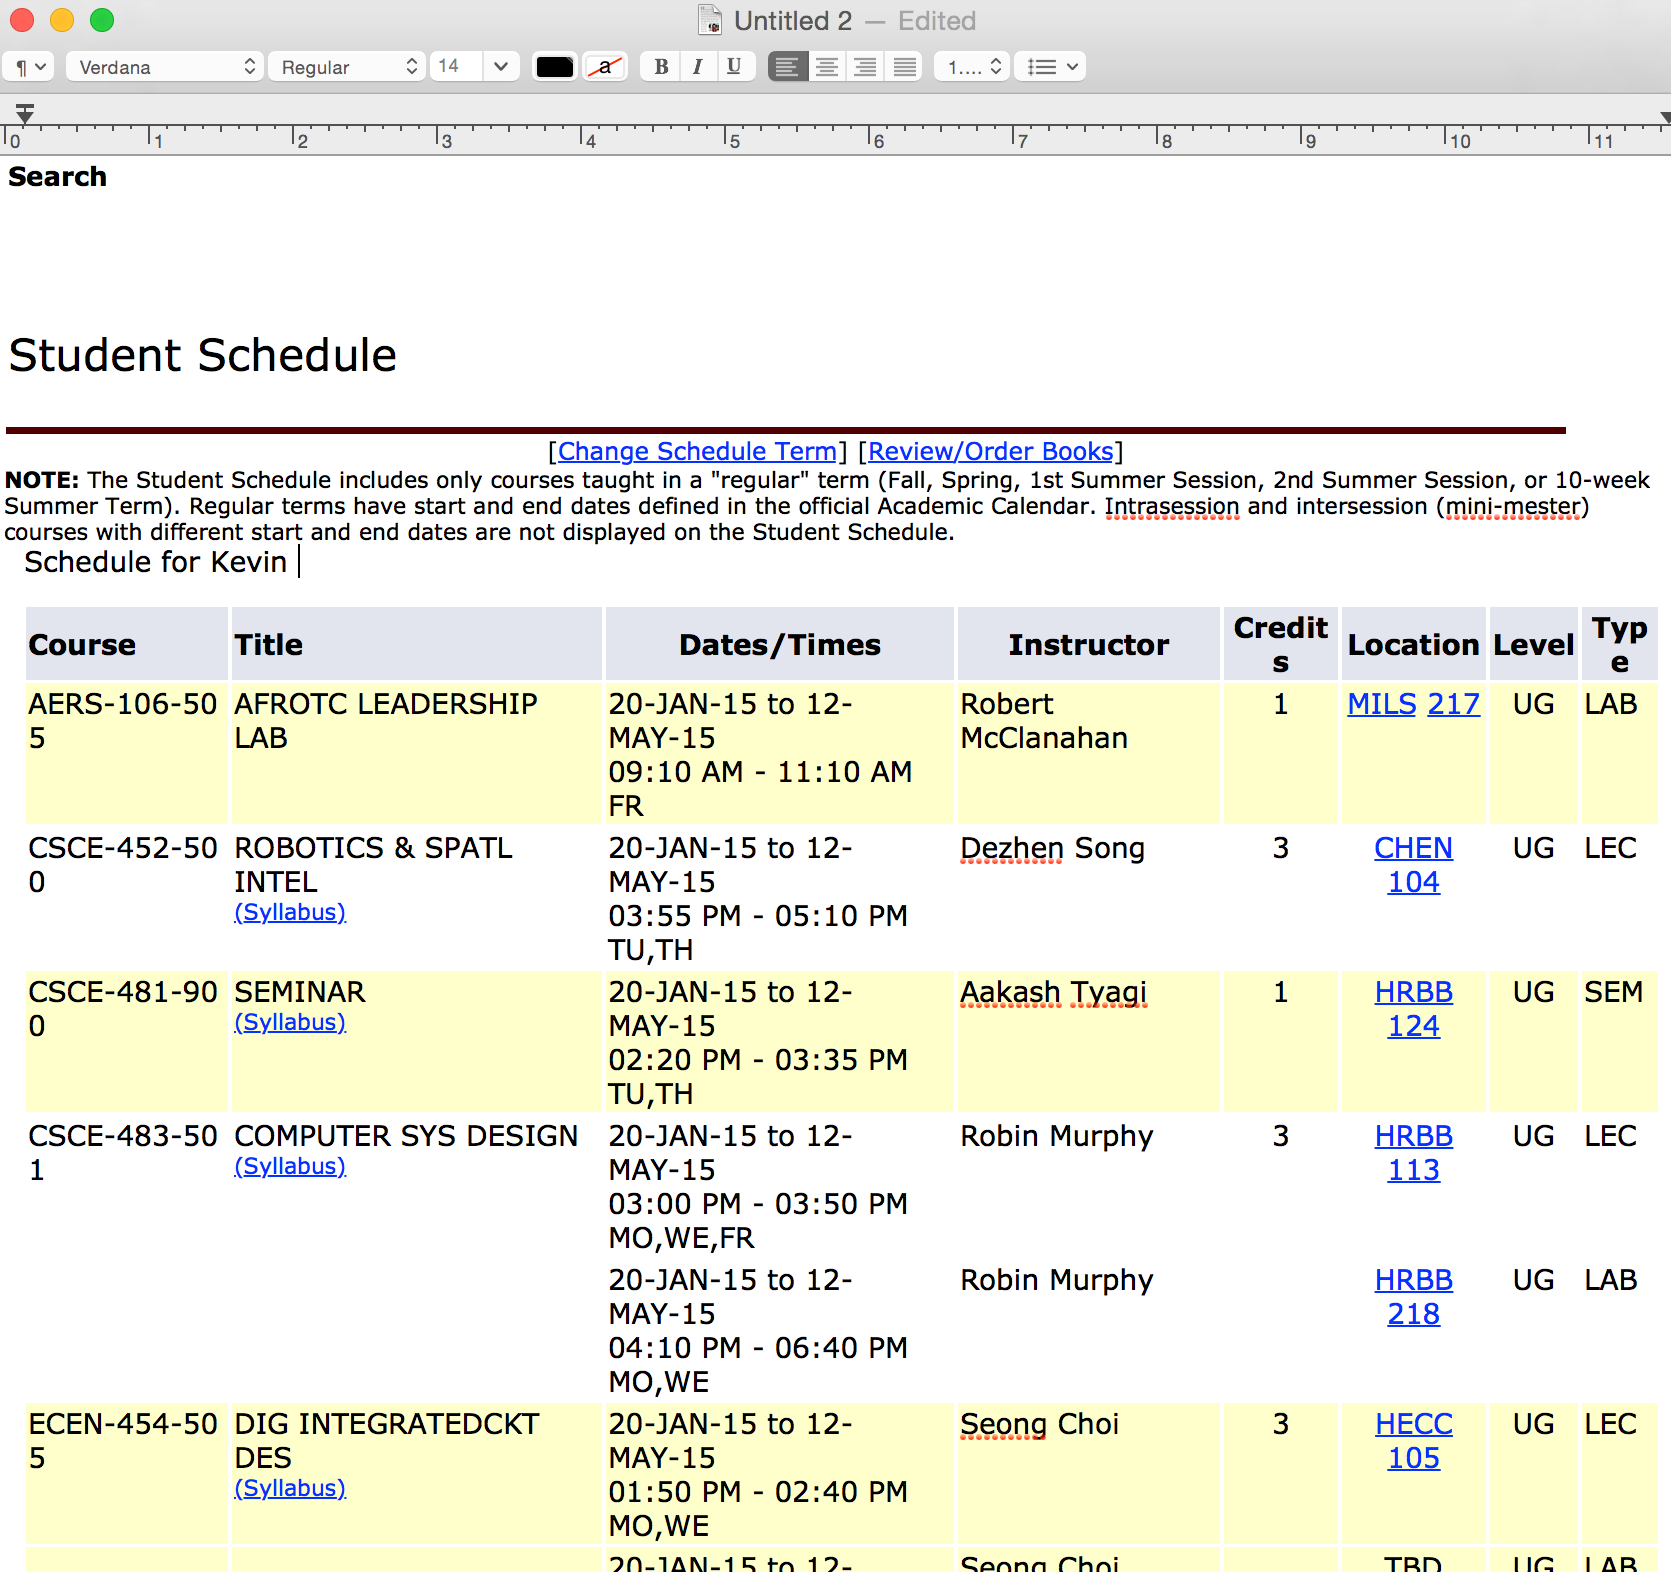 Untitled 2 — Edited
¶ Verdana Regular 14 a B I U 1....
0 1 2 3 4 5 6 7 8 9 10 11
Search
Student Schedule
[Change Schedule Term] [Review/Order Books]
NOTE: The Student Schedule includes only courses taught in a "regular" term (Fall, Spring, 1st Summer Session, 2nd Summer Session, or 10-week
Summer Term). Regular terms have start and end dates defined in the official Academic Calendar. Intrasession and intersession (mini-mester)
courses with different start and end dates are not displayed on the Student Schedule.
Schedule for Kevin
Course Title Dates/Times Instructor Credit Location Level Typ
s e
AERS-106-50 AFROTC LEADERSHIP 20-JAN-15 to 12- Robert 1 MILS 217 UG LAB
5 LAB MAY-15 McClanahan
09:10 AM - 11:10 AM
FR
CSCE-452-50 ROBOTICS & SPATL 20-JAN-15 to 12- Dezhen Song 3 CHEN UG LEC
0 INTEL MAY-15 104
(Syllabus) 03:55 PM - 05:10 PM
TU,TH
CSCE-481-90 SEMINAR 20-JAN-15 to 12- Aakash Tyagi 1 HRBB UG SEM
0 (Syllabus) MAY-15 124
02:20 PM - 03:35 PM
TU,TH
CSCE-483-50 COMPUTER SYS DESIGN 20-JAN-15 to 12- Robin Murphy 3 HRBB UG LEC
1 (Syllabus) MAY-15 113
03:00 PM - 03:50 PM
MO,WE,FR
20-JAN-15 to 12- Robin Murphy HRBB UG LAB
MAY-15 218
04:10 PM - 06:40 PM
MO,WE
ECEN-454-50 DIG INTEGRATEDCKT 20-JAN-15 to 12- Seong Choi 3 HECC UG LEC
5 DES MAY-15 105
(Syllabus) 01:50 PM - 02:40 PM
MO,WE
20-JAN-15 to 12- Seong Choi TBD UG LAB